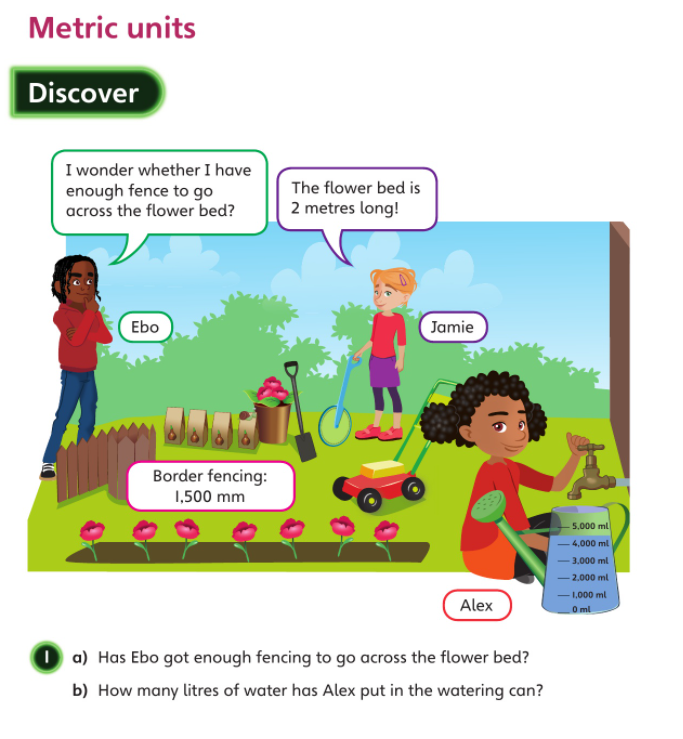 Metric units
Discover
I wonder whether I have
enough fence to go
across the flower bed?
The flower bed is
2 metres long!
Ebo
Jamie
Border fencing:
1,500 mm
5,000 ml
4,000 ml
3,000 ml
2,000 ml
1,000 ml
0 ml
Alex
1 a) Has Ebo got enough fencing to go across the flower bed?
b) How many litres of water has Alex put in the watering can?